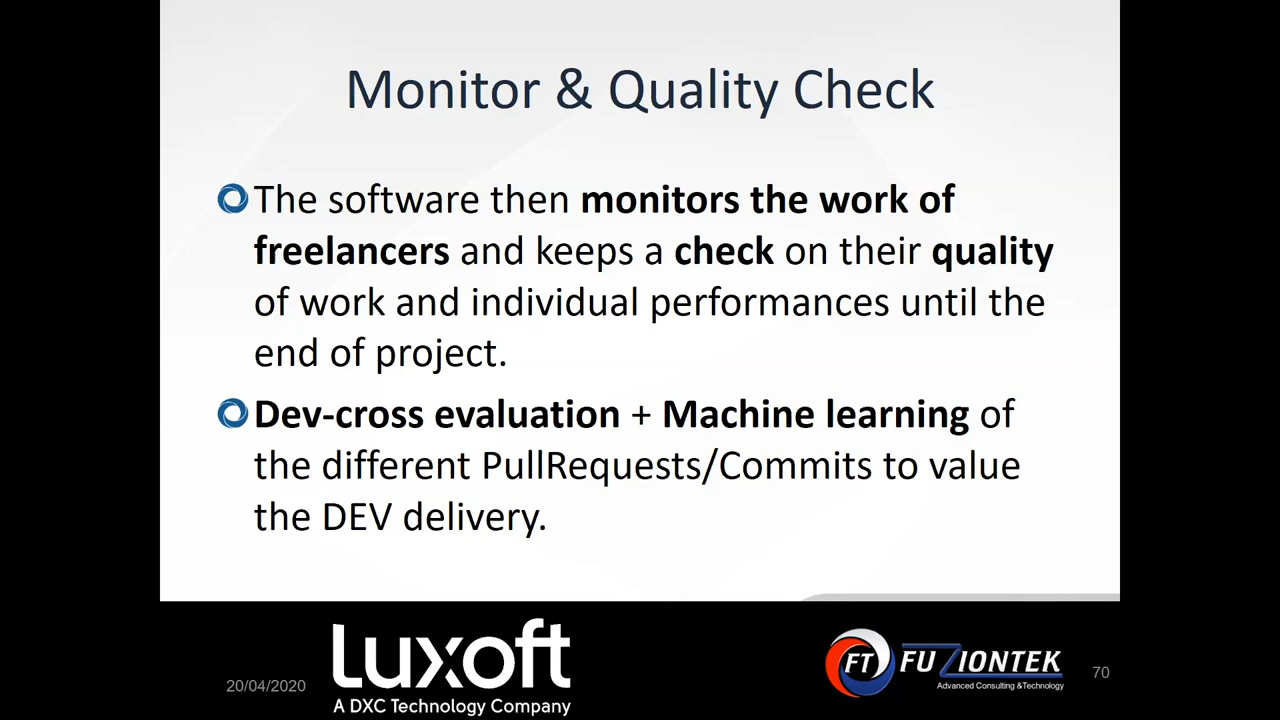 Monitor & Quality Check
The software then monitors the work of
freelancers and keeps a check on their quality
of work and individual performances until the
end of project.
Dev-cross evaluation + Machine learning of
the different PullRequests/Commits to value
the DEV delivery.
20/04/2020
Luxoft
A DXC Technology Company
FT FUZIONTEK
Advanced Consulting &Technology
70